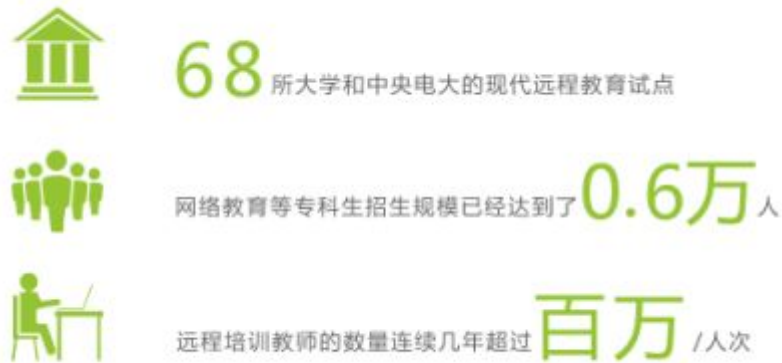 68所大学和中央电大的现代远程教育试点
网络教育等专科生招生规模已经达到了0.6万人
远程培训教师的数量连续几年超过百万/人次